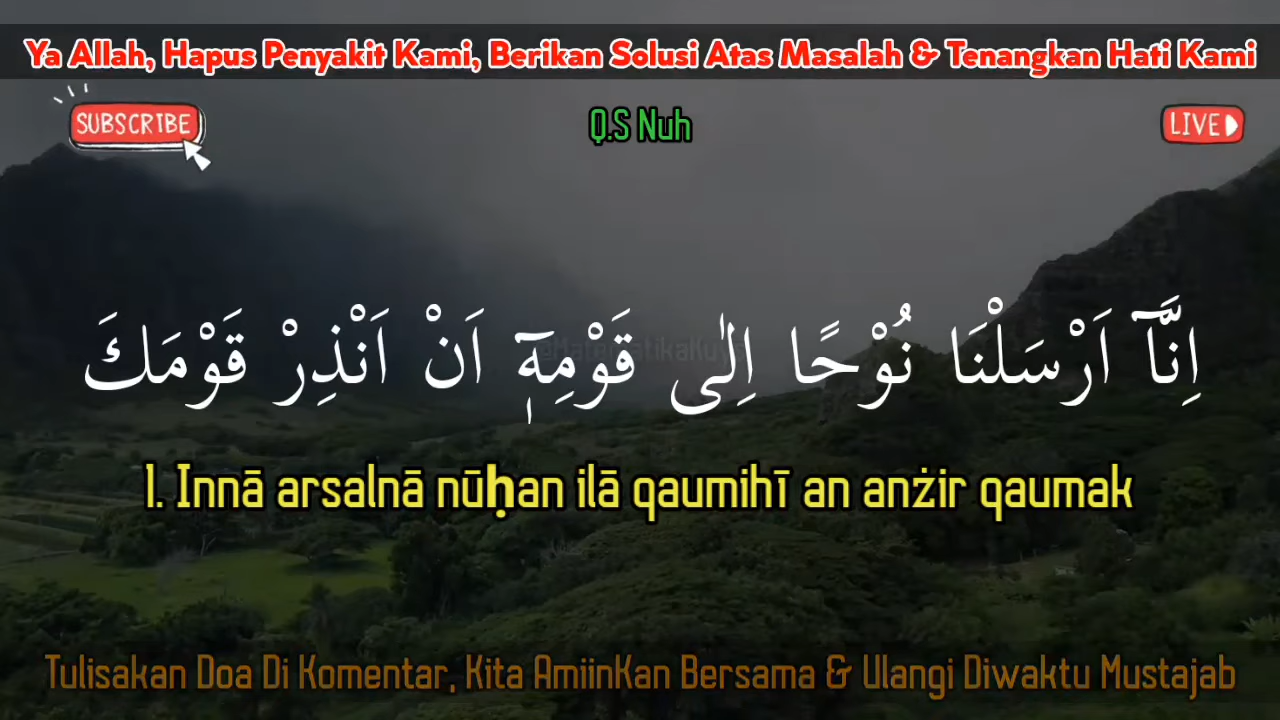 Ya Allah, Hapus Penyakit Kami, Berikan Solusi Atas Masalah & Tenangkan Hati Kami
SUBSCRIBE
Q.S Nuh
LIVE
اِنَّآ اَرْسَلْنَا نُوْحًا اِلٰى قَوْمِهٖٓ اَنْ اَنْذِرْ قَوْمَكَ
1. Innā arsalnā nūḥan ilā qaumihī an anżir qaumak
Tulisakan Doa Di Komentar, Kita AmiinKan Bersama & Ulangi Diwaktu Mustajab